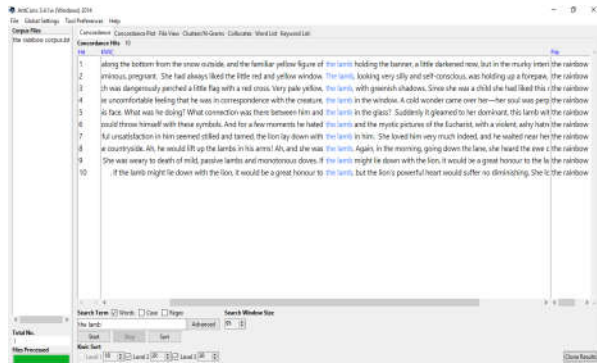 AntConc 3.4.1w (Windows) 2014
File Global Settings Tool Preferences Help
Corpus Files
the rainbow corpus.txt
Concordance Concordance Plot File View Clusters/N-Grams Collocates Word List Keyword List
Concordance Hits 10
Hit KWIC File
1 along the bottom from the snow outside, and the familiar yellow figure of the lamb holding the banner, a little darkened now, but in the murky interi the rainbow
2 uminous, pregnant. She had always liked the little red and yellow window. The lamb, looking very silly and self-conscious, was holding up a forepaw, the rainbow
3 ch was dangerously perched a little flag with a red cross. Very pale yellow, the lamb, with greenish shadows. Since she was a child she had liked this the rainbow
4 e uncomfortable feeling that he was in correspondence with the creature, the lamb in the window. A cold wonder came over her—her soul was perp the rainbow
5 is face. What was he doing? What connection was there between him and the lamb in the glass? Suddenly it gleamed to her dominant, this lamb wit the rainbow
6 could throw himself with these symbols. And for a few moments he hated the lamb and the mystic pictures of the Eucharist, with a violent, ashy hatre the rainbow
7 ful unsatisfaction in him seemed stilled and tamed, the lion lay down with the lamb in him. She loved him very much indeed, and he waited near her the rainbow
8 e countryside. Ah, he would lift up the lambs in his arms! Ah, and she was the lamb. Again, in the morning, going down the lane, she heard the ewe c the rainbow
9 She was weary to death of mild, passive lambs and monotonous doves. If the lamb might lie down with the lion, it would be a great honour to the la the rainbow
10 . If the lamb might lie down with the lion, it would be a great honour to the lamb, but the lion's powerful heart would suffer no diminishing. She lo the rainbow
Search Term Words Case Regex Search Window Size
the lamb Advanced
Start Stop Sort
Total No.
1
Files Processed
Kwic Sort
Level 1 Level 2 Level 3
Clone Results